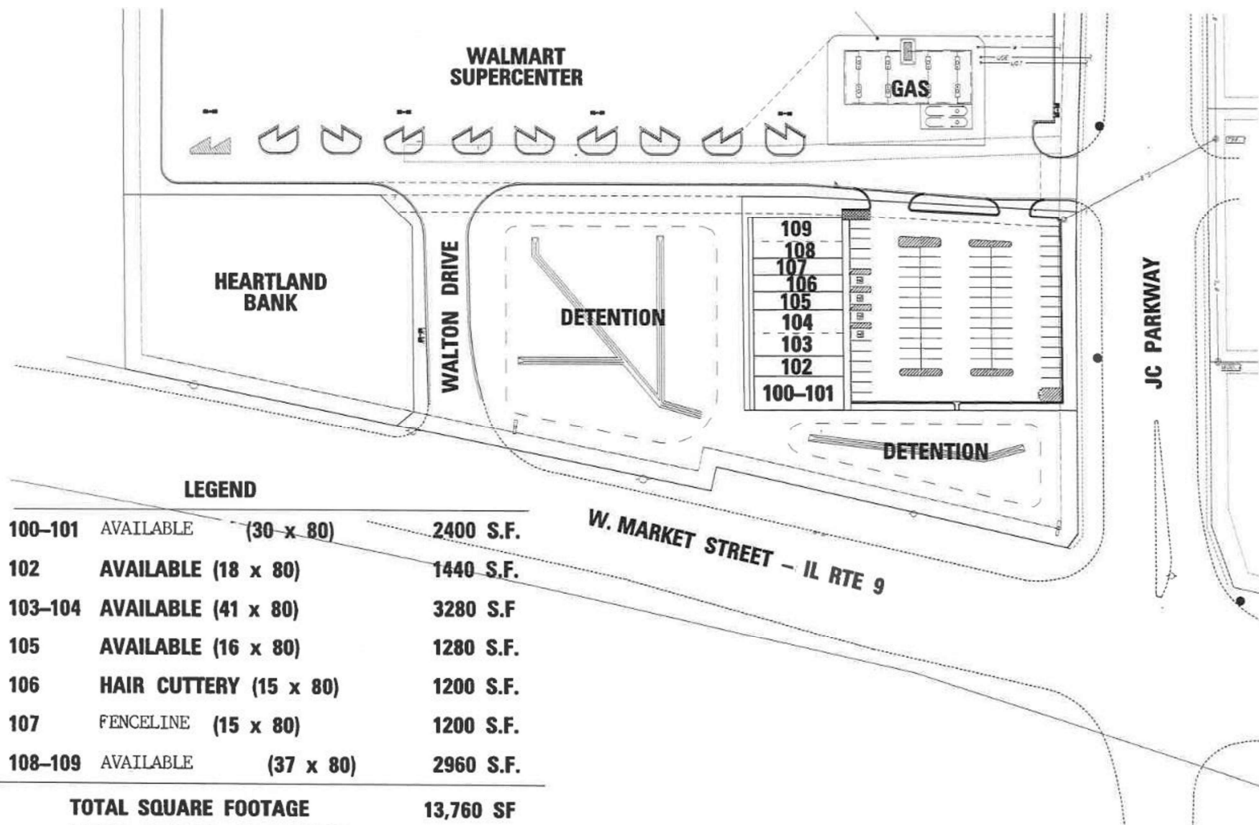 WALMART
SUPERCENTER
GAS
HEARTLAND
BANK
WALTON DRIVE
DETENTION
109
108
107
106
105
104
103
102
100–101
JC PARKWAY
DETENTION
W. MARKET STREET – IL RTE 9
LEGEND
100–101 AVAILABLE (30 x 80) 2400 S.F.
102 AVAILABLE (18 x 80) 1440 S.F.
103–104 AVAILABLE (41 x 80) 3280 S.F
105 AVAILABLE (16 x 80) 1280 S.F.
106 HAIR CUTTERY (15 x 80) 1200 S.F.
107 FENCELINE (15 x 80) 1200 S.F.
108–109 AVAILABLE (37 x 80) 2960 S.F.
TOTAL SQUARE FOOTAGE 13,760 SF